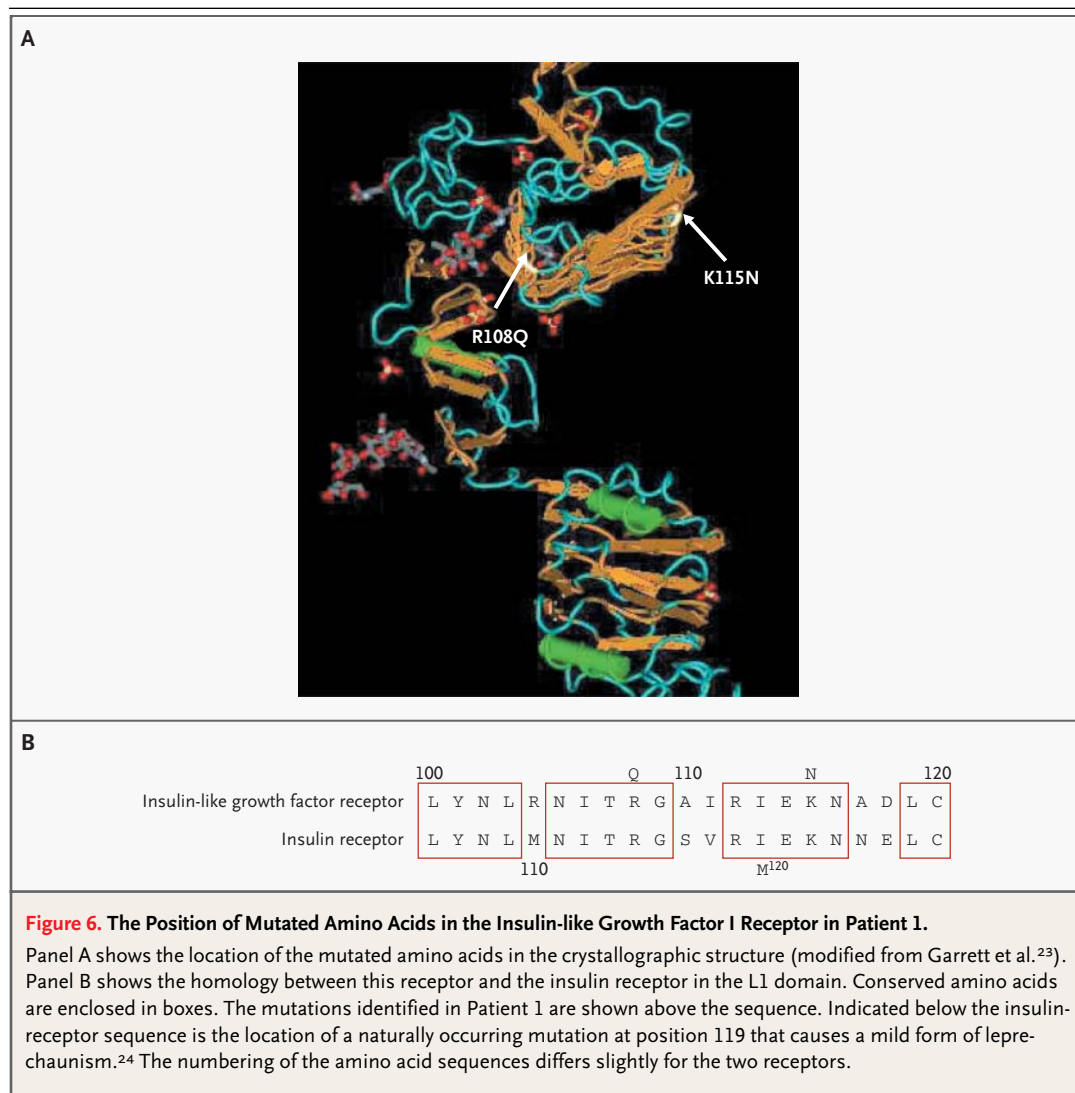 A
K115N
R108Q
B
100 Q 110 N 120
Insulin-like growth factor receptor L Y N L R N I T R G A I R I E K N A D L C
Insulin receptor L Y N L M N I T R G S V R I E K N N E L C
110 M¹²⁰
Figure 6. The Position of Mutated Amino Acids in the Insulin-like Growth Factor I Receptor in Patient 1.
Panel A shows the location of the mutated amino acids in the crystallographic structure (modified from Garrett et al.²³).
Panel B shows the homology between this receptor and the insulin receptor in the L1 domain. Conserved amino acids
are enclosed in boxes. The mutations identified in Patient 1 are shown above the sequence. Indicated below the insulin-
receptor sequence is the location of a naturally occurring mutation at position 119 that causes a mild form of lepre-
chaunism.²⁴ The numbering of the amino acid sequences differs slightly for the two receptors.